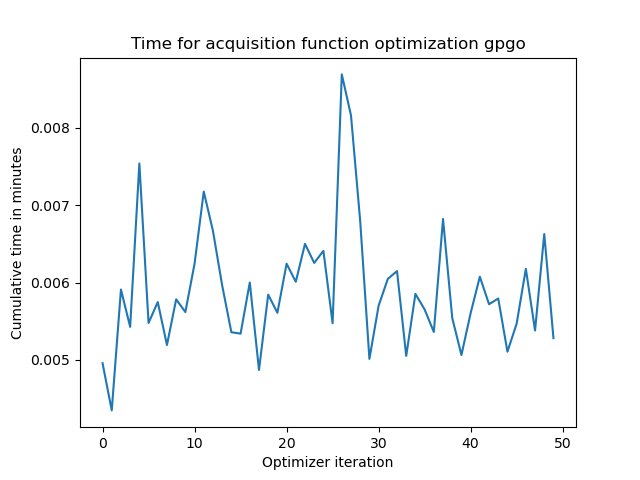 Time for acquisition function optimization gpgo
Cumulative time in minutes
0.008
0.007
0.006
0.005
0 10 20 30 40 50
Optimizer iteration